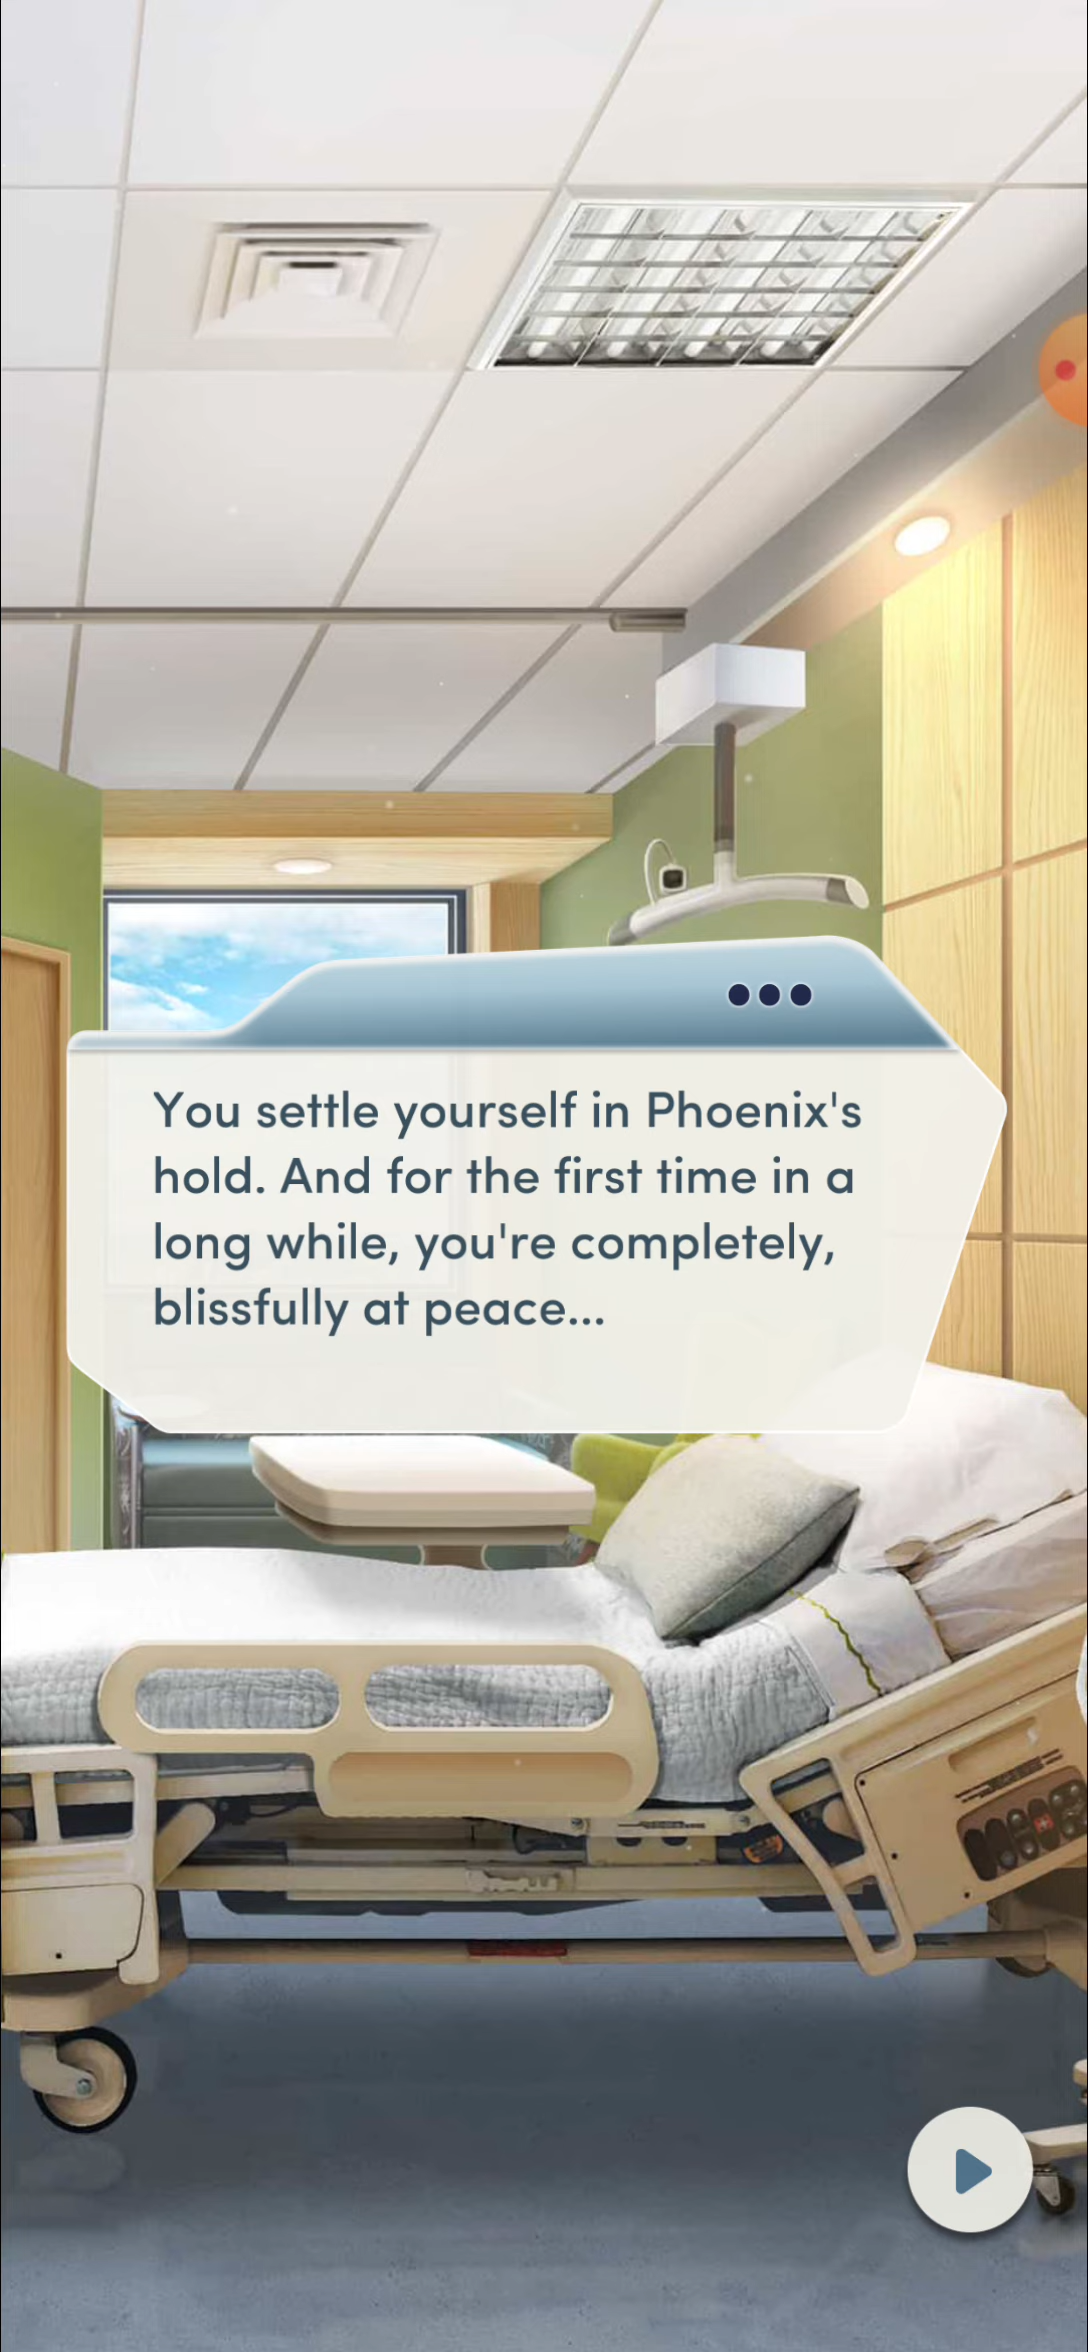 You settle yourself in Phoenix's
hold. And for the first time in a
long while, you're completely,
blissfully at peace...